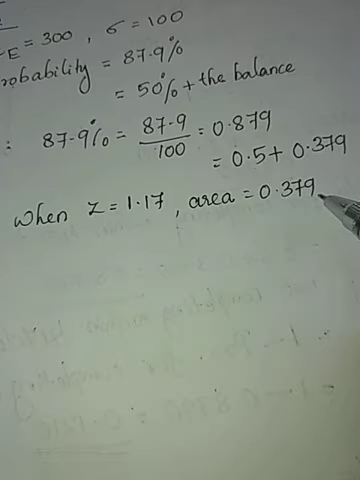 E = 300 , σ = 100
robability = 87.9%
= 50% + the balance
: 87.9% = 87.9/100 = 0.879
= 0.5 + 0.379
When Z = 1.17 , area = 0.379